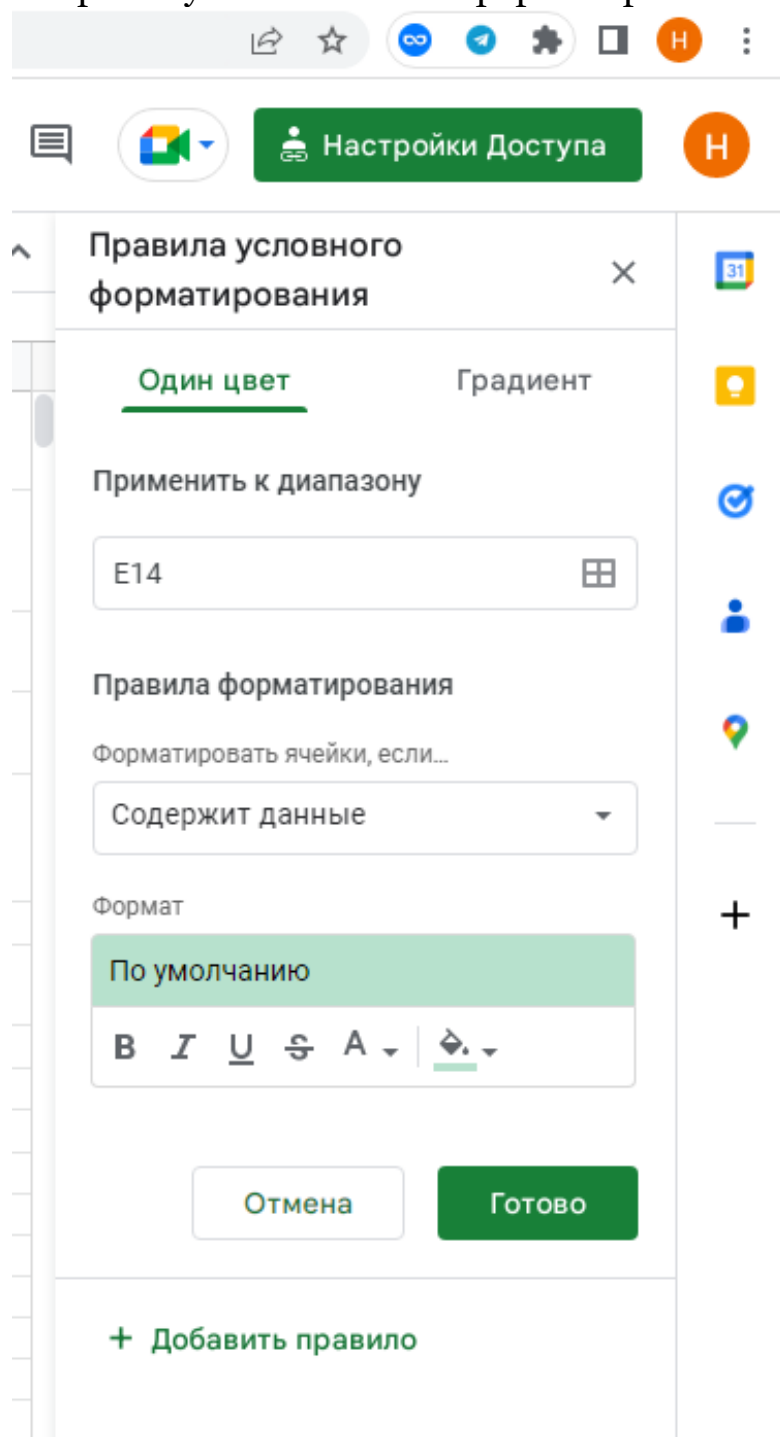 H
Настройки Доступа
H
Правила условного
форматирования
31
Один цвет
Градиент
Применить к диапазону
E14
Правила форматирования
Форматировать ячейки, если...
Содержит данные
Формат
По умолчанию
B I U S A
Отмена
Готово
+ Добавить правило